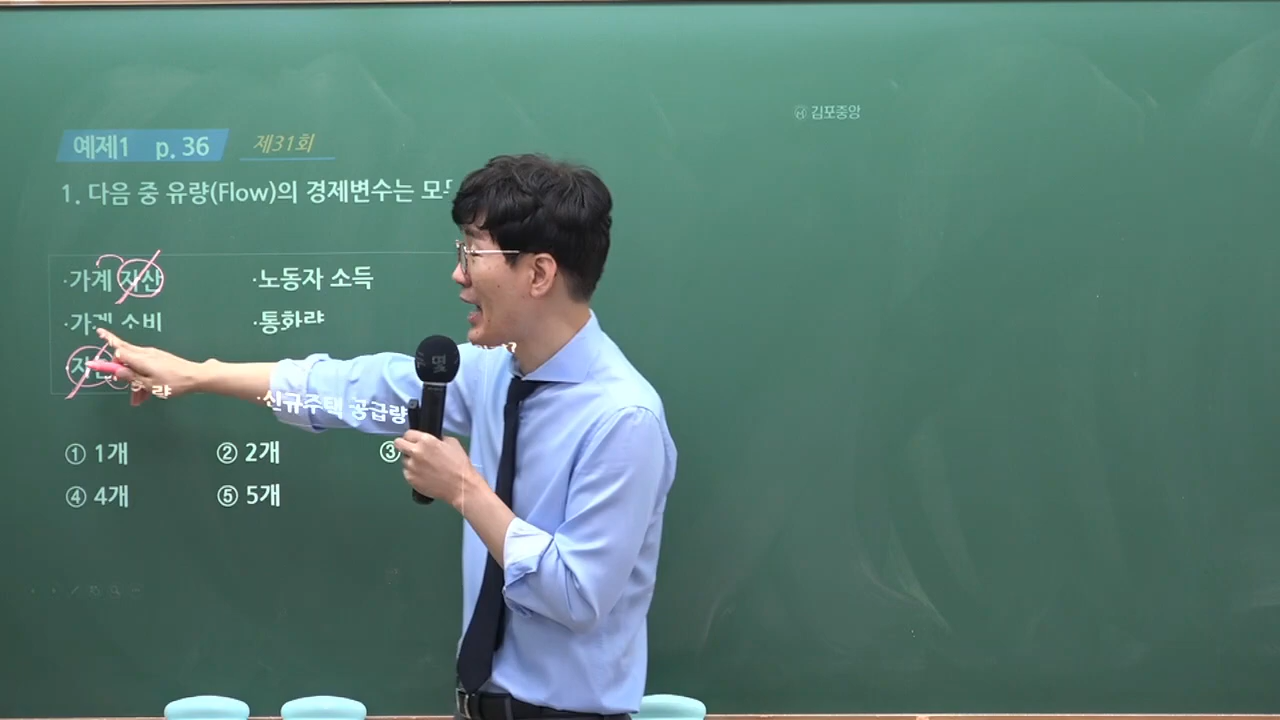 김포중앙
예제1 p.36 제31회
1. 다음 중 유량(Flow)의 경제변수는 모두
·가계 자산 ·노동자 소득
·가계 소비 ·통화량
·신규주택 공급량
① 1개 ② 2개 ③
④ 4개 ⑤ 5개